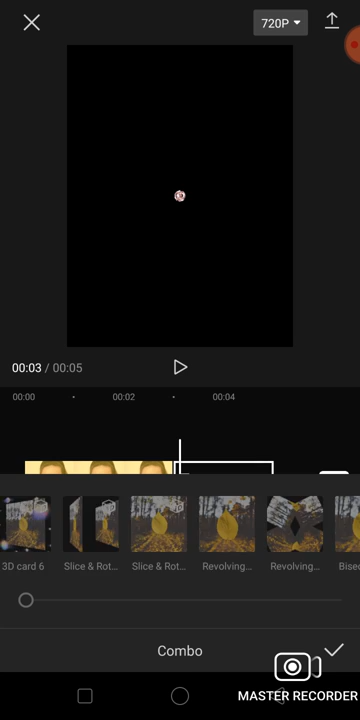 720P
00:03 / 00:05
00:00 00:02 00:04
3D card 6 Slice & Rot... Slice & Rot... Revolving... Revolving... Bise
Combo
MASTER RECORDER